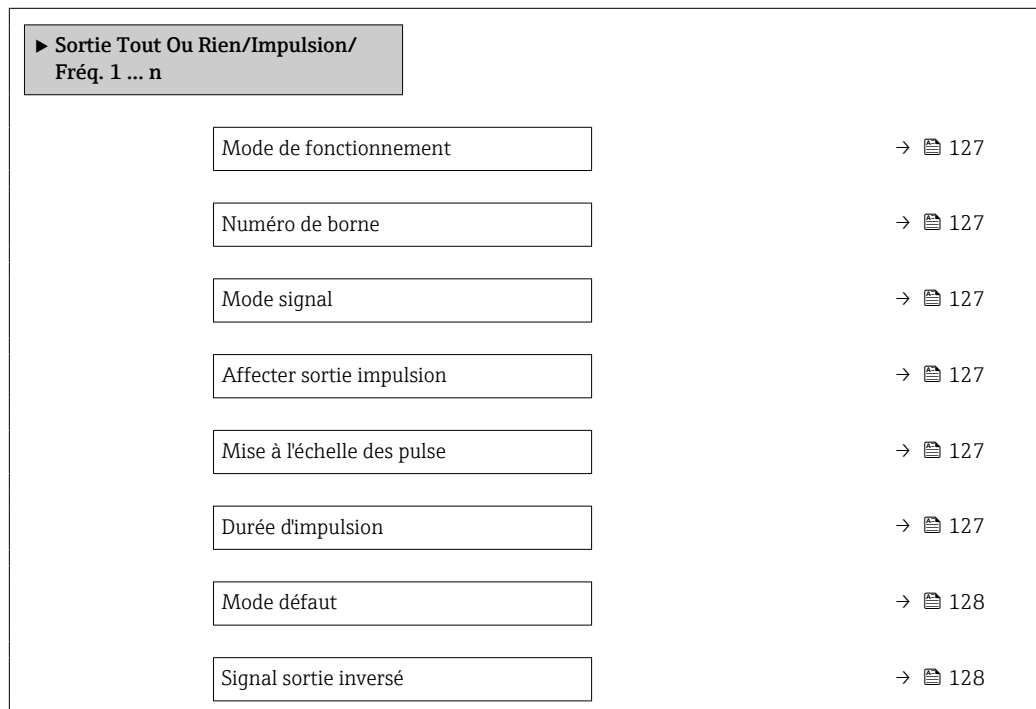 ▶ Sortie Tout Ou Rien/Impulsion/
Fréq. 1 ... n
Mode de fonctionnement → 127
Numéro de borne → 127
Mode signal → 127
Affecter sortie impulsion → 127
Mise à l'échelle des pulse → 127
Durée d'impulsion → 127
Mode défaut → 128
Signal sortie inversé → 128